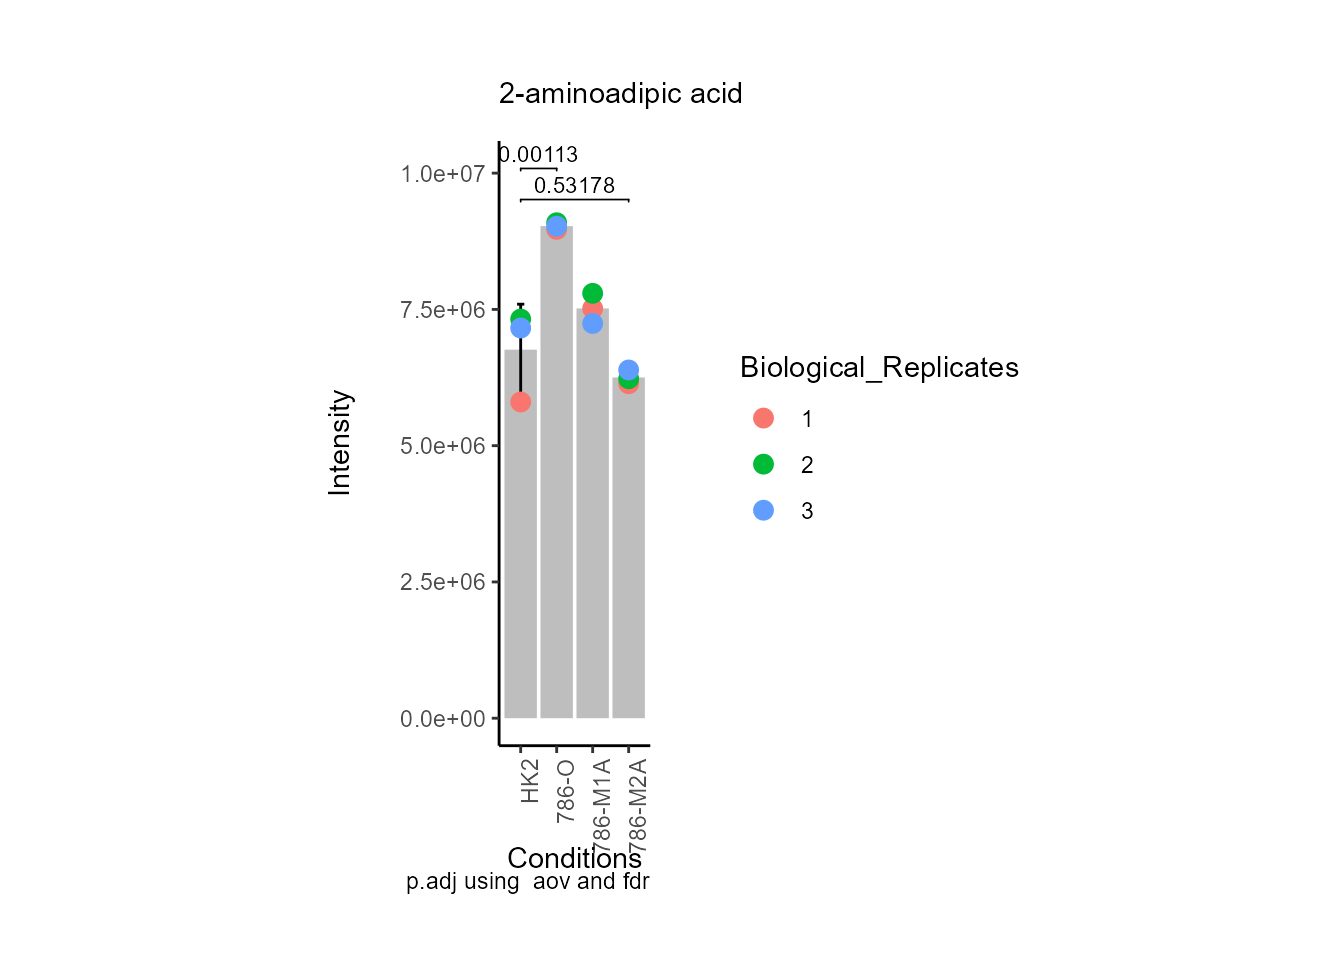 2-aminoadipic acid
0.00113
0.53178
1.0e+07
7.5e+06
5.0e+06
2.5e+06
0.0e+00
Intensity
HK2
786-O
786-M1A
786-M2A
Conditions
p.adj using  aov and fdr
Biological_Replicates
1
2
3